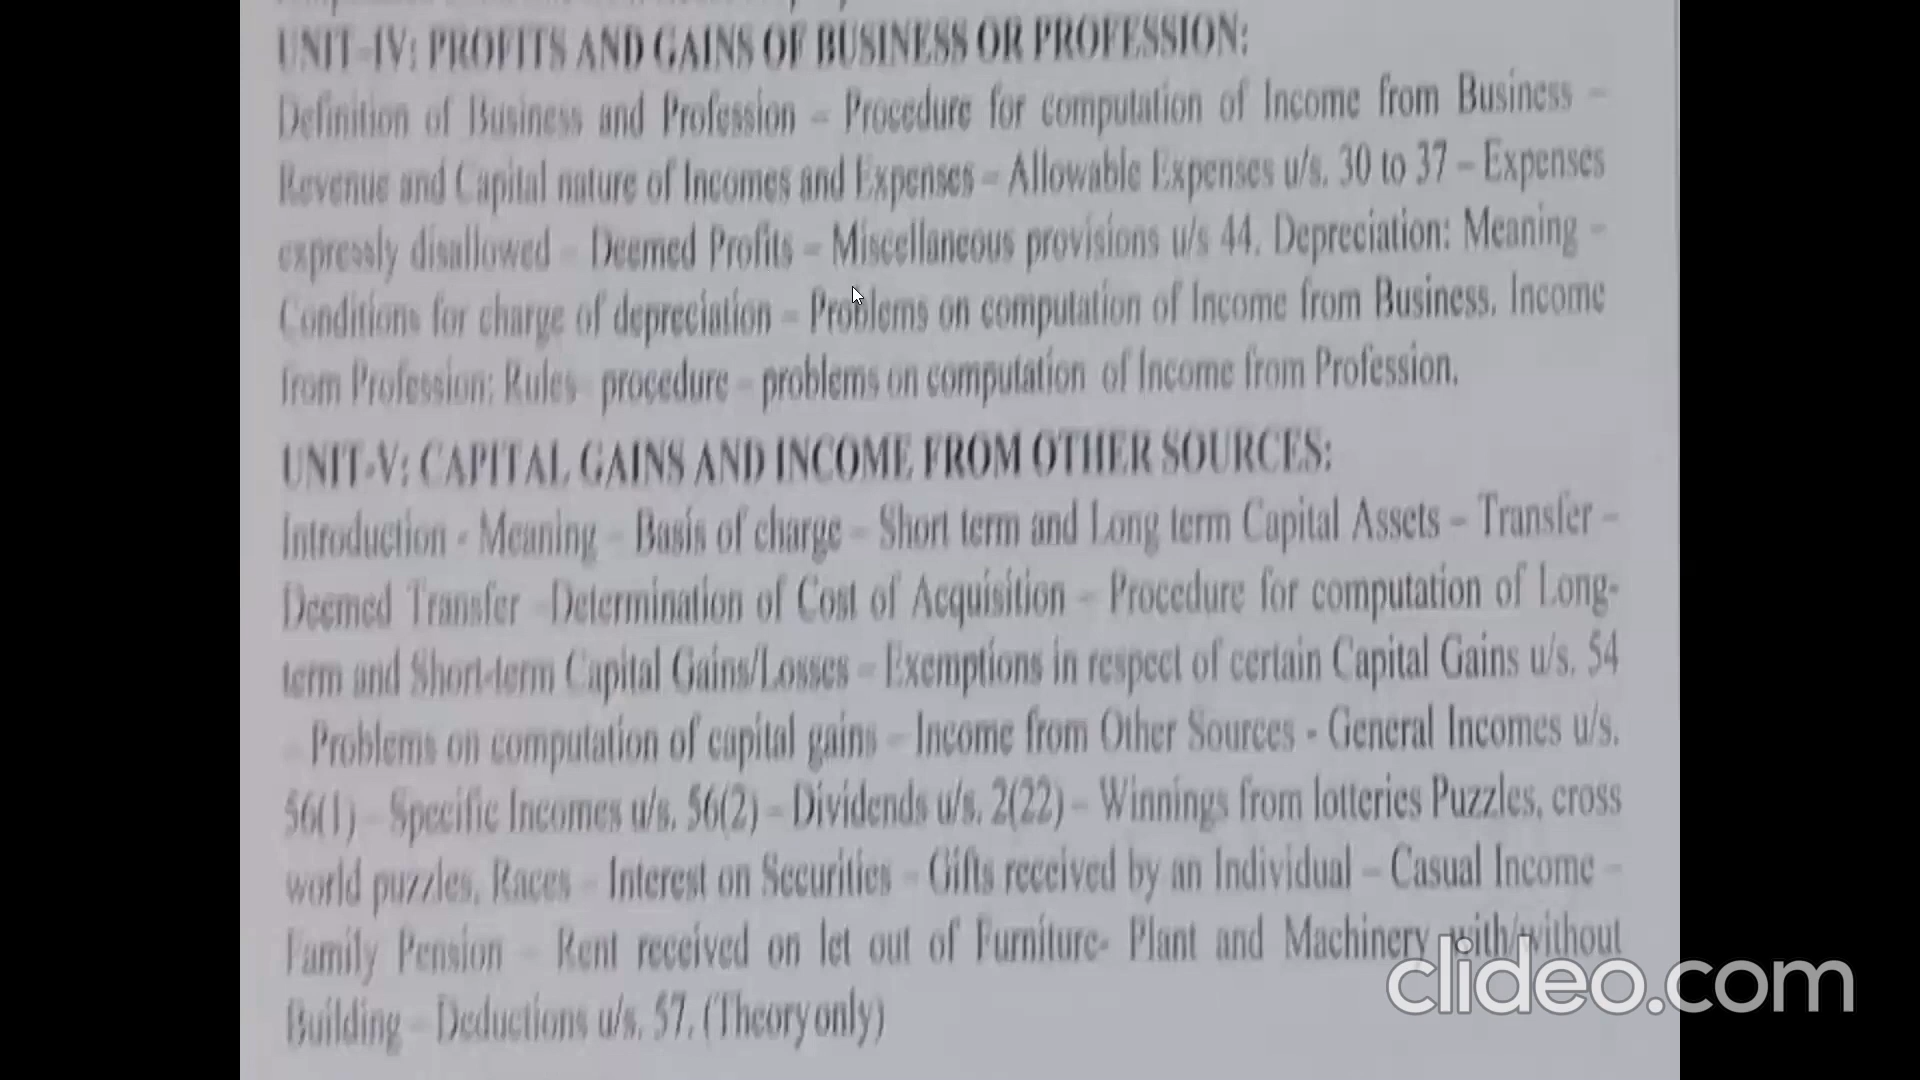 UNIT-IV: PROFITS AND GAINS OF BUSINESS OR PROFESSION:
Definition of Business and Profession – Procedure for computation of Income from Business –
Revenue and Capital nature of Incomes and Expenses – Allowable Expenses u/s. 30 to 37 – Expenses
expressly disallowed – Deemed Profits – Miscellaneous provisions u/s 44. Depreciation: Meaning –
Conditions for charge of depreciation – Problems on computation of Income from Business. Income
from Profession: Rules– procedure – problems on computation of Income from Profession.
UNIT-V: CAPITAL GAINS AND INCOME FROM OTHER SOURCES:
Introduction - Meaning – Basis of charge – Short term and Long term Capital Assets – Transfer –
Deemed Transfer –Determination of Cost of Acquisition – Procedure for computation of Long-
term and Short-term Capital Gains/Losses – Exemptions in respect of certain Capital Gains u/s. 54
– Problems on computation of capital gains – Income from Other Sources - General Incomes u/s.
56(1) – Specific Incomes u/s. 56(2) – Dividends u/s. 2(22) – Winnings from lotteries Puzzles, cross
world puzzles, Races – Interest on Securities – Gifts received by an Individual – Casual Income –
Family Pension – Rent received on let out of Furniture- Plant and Machinery with/without
Building – Deductions u/s. 57. (Theory only)
clideo.com